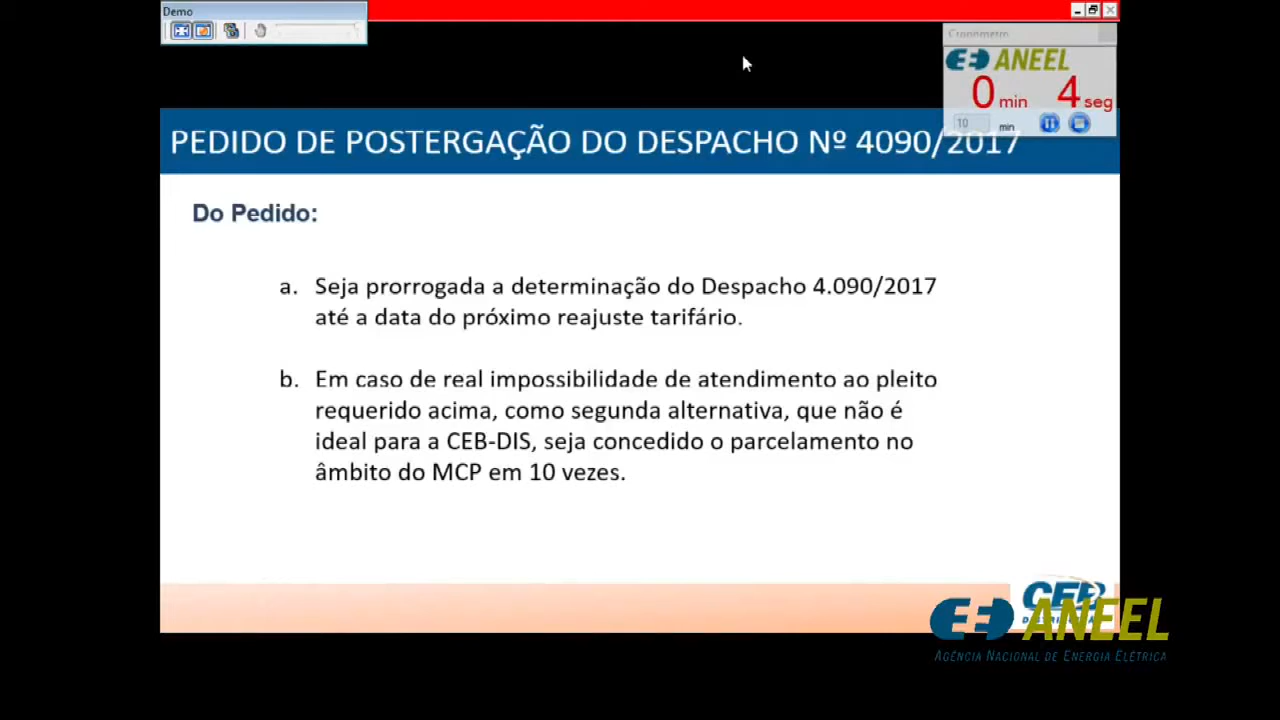 Demo
Cronometro
ANEEL
0 min 4 seg
10 min
PEDIDO DE POSTERGAÇÃO DO DESPACHO Nº 4090/2017
Do Pedido:
a. Seja prorrogada a determinação do Despacho 4.090/2017
até a data do próximo reajuste tarifário.
b. Em caso de real impossibilidade de atendimento ao pleito
requerido acima, como segunda alternativa, que não é
ideal para a CEB-DIS, seja concedido o parcelamento no
âmbito do MCP em 10 vezes.
CEB
ANEEL
AGÊNCIA NACIONAL DE ENERGIA ELÉTRICA